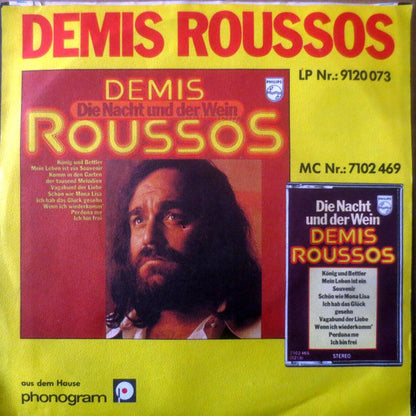 DEMIS ROUSSOS
LP Nr.: 9120 073
PHILIPS
DEMIS
Die Nacht und der Wein
ROUSSOS
König und Bettler
Mein Leben ist ein Souvenir
Komm in den Garten
der tausend Melodien
Vagabund der Liebe
Schön wie Mona Lisa
Ich hab das Glück
gesehn
Wenn ich wiederkomm'
Perdona me
Ich bin frei
MC Nr.: 7102 469
Die Nacht
und der Wein
DEMIS
ROUSSOS
König und Bettler
Mein Leben ist ein
Souvenir
Schön wie Mona Lisa
Ich hab das Glück
gesehn
Vagabund der Liebe
Wenn ich wiederkomm'
Perdona me
Ich bin frei
7102 469
STEREO
aus dem Hause
phonogram